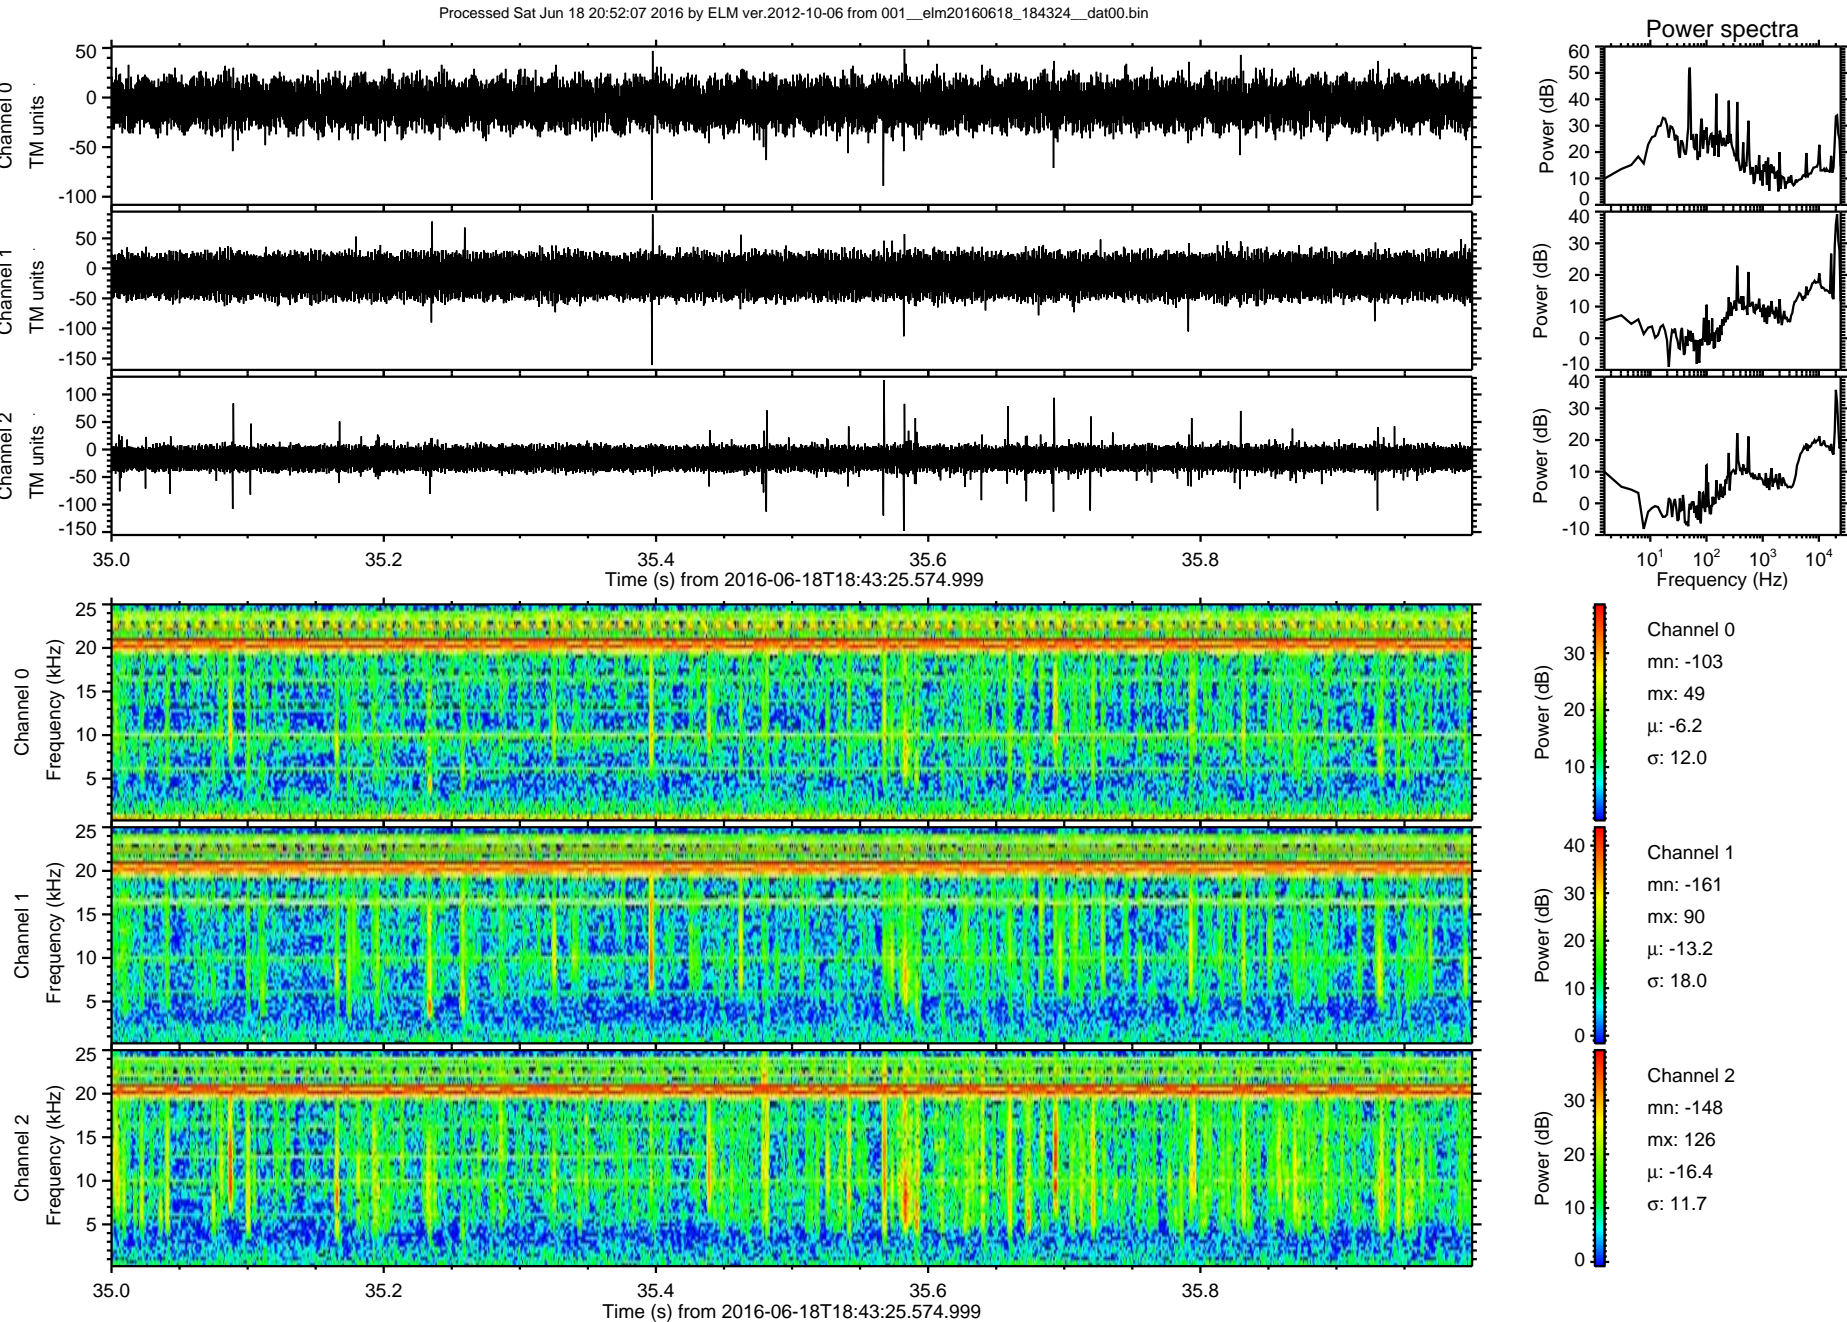 Processed Sat Jun 18 20:52:07 2016 by ELM ver.2012-10-06 from 001__elm20160618_184324__dat00.bin
Power spectra
Channel 0
TM units
50
0
-50
-100
Power (dB)
60
50
40
30
20
10
0
Channel 1
TM units
50
0
-50
-100
-150
Power (dB)
40
30
20
10
0
-10
Channel 2
TM units
100
50
0
-50
-100
-150
Power (dB)
40
30
20
10
0
-10
35.0 35.2 35.4 35.6 35.8
Time (s) from 2016-06-18T18:43:25.574.999
10¹ 10² 10³ 10⁴
Frequency (Hz)
Channel 0
Frequency (kHz)
25
20
15
10
5
Power (dB)
30
20
10
Channel 0
mn: -103
mx: 49
μ: -6.2
σ: 12.0
Channel 1
Frequency (kHz)
25
20
15
10
5
Power (dB)
40
30
20
10
0
Channel 1
mn: -161
mx: 90
μ: -13.2
σ: 18.0
Channel 2
Frequency (kHz)
25
20
15
10
5
Power (dB)
30
20
10
0
Channel 2
mn: -148
mx: 126
μ: -16.4
σ: 11.7
35.0 35.2 35.4 35.6 35.8
Time (s) from 2016-06-18T18:43:25.574.999